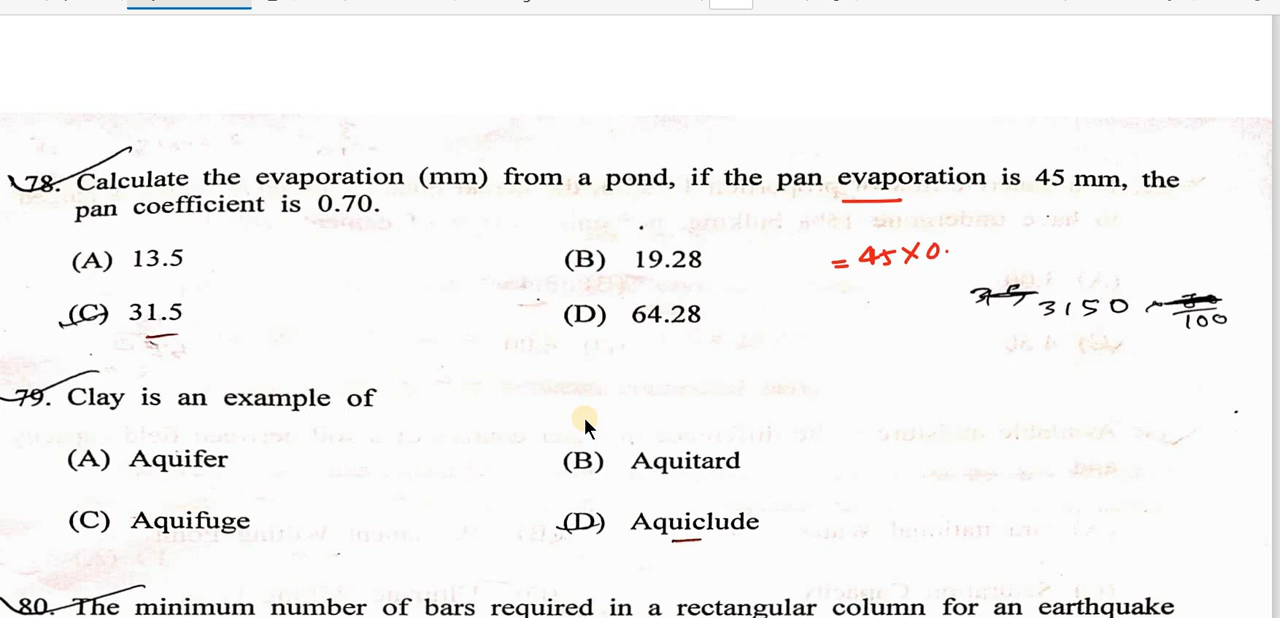 78. Calculate the evaporation (mm) from a pond, if the pan evaporation is 45 mm, the
pan coefficient is 0.70.
(A) 13.5
(B) 19.28
= 45 X 0.
(C) 31.5
(D) 64.28
3150
100
79. Clay is an example of
(A) Aquifer
(B) Aquitard
(C) Aquifuge
(D) Aquiclude
80. The minimum number of bars required in a rectangular column for an earthquake